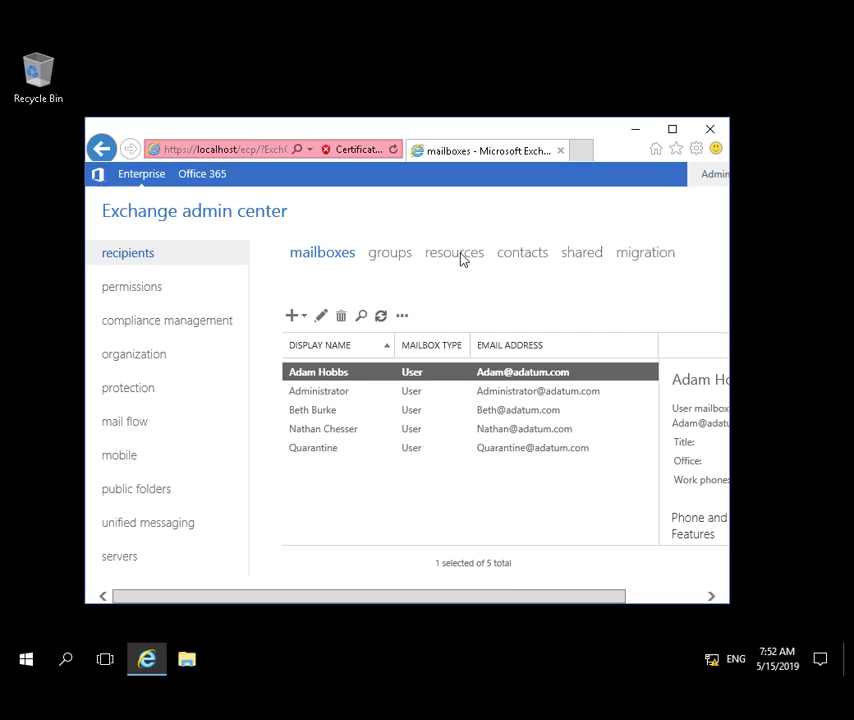 Recycle Bin
https://localhost/ecp/?Exch
Certificat...
mailboxes - Microsoft Exch...
Enterprise Office 365
Admin
Exchange admin center
recipients
permissions
compliance management
organization
protection
mail flow
mobile
public folders
unified messaging
servers
mailboxes groups resources contacts shared migration
DISPLAY NAME MAILBOX TYPE EMAIL ADDRESS
Adam Hobbs User Adam@adatum.com
Administrator User Administrator@adatum.com
Beth Burke User Beth@adatum.com
Nathan Chesser User Nathan@adatum.com
Quarantine User Quarantine@adatum.com
1 selected of 5 total
Adam Ho
User mailbox
Adam@adatu
Title:
Office:
Work phone:
Phone and
Features
ENG
7:52 AM
5/15/2019